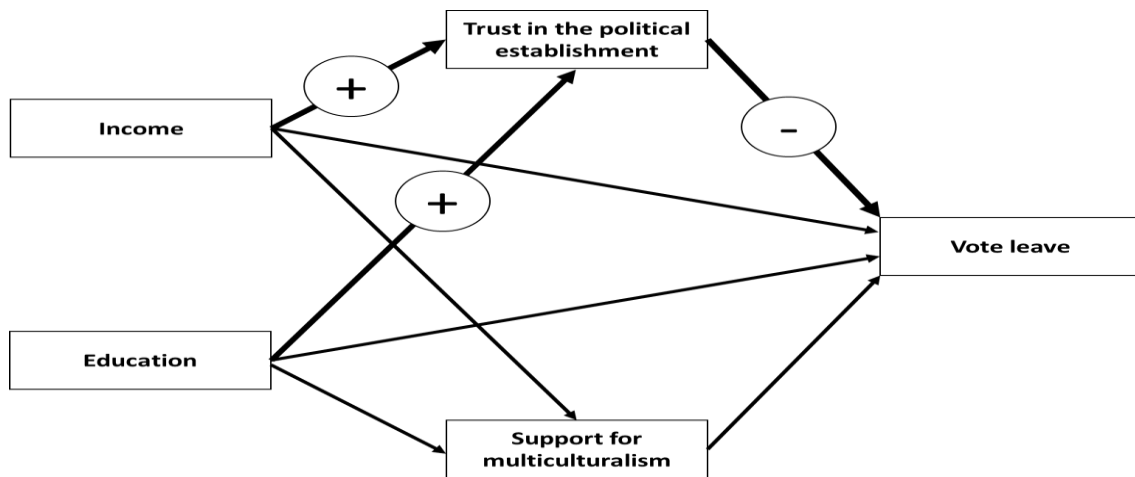 Trust in the political
establishment
+
Income
-
+
Vote leave
Education
Support for
multiculturalism